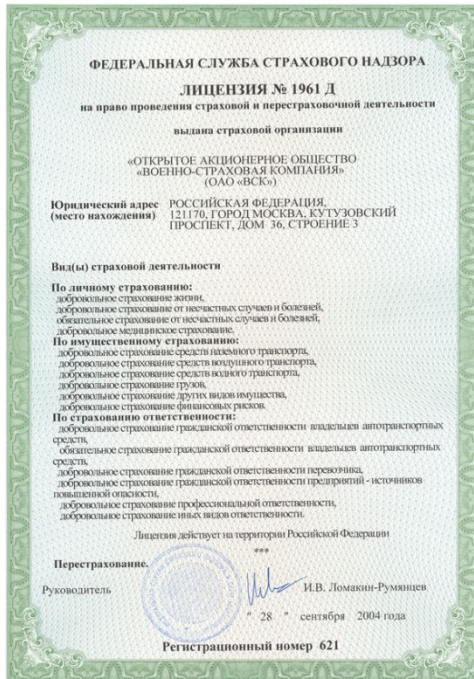 ФЕДЕРАЛЬНАЯ СЛУЖБА СТРАХОВОГО НАДЗОРА
ЛИЦЕНЗИЯ № 1961 Д
на право проведения страховой и перестраховочной деятельности
выдана страховой организации
«ОТКРЫТОЕ АКЦИОНЕРНОЕ ОБЩЕСТВО
«ВОЕННО-СТРАХОВАЯ КОМПАНИЯ»
(ОАО «ВСК»)
Юридический адрес РОССИЙСКАЯ ФЕДЕРАЦИЯ,
(место нахождения) 121170, ГОРОД МОСКВА, КУТУЗОВСКИЙ
ПРОСПЕКТ, ДОМ 36, СТРОЕНИЕ 3
Вид(ы) страховой деятельности
По личному страхованию:
добровольное страхование жизни,
добровольное страхование от несчастных случаев и болезней,
обязательное страхование от несчастных случаев и болезней,
добровольное медицинское страхование.
По имущественному страхованию:
добровольное страхование средств наземного транспорта,
добровольное страхование средств воздушного транспорта,
добровольное страхование средств водного транспорта,
добровольное страхование грузов,
добровольное страхование других видов имущества,
добровольное страхование финансовых рисков.
По страхованию ответственности:
добровольное страхование гражданской ответственности владельцев автотранспортных
средств,
обязательное страхование гражданской ответственности владельцев автотранспортных
средств,
добровольное страхование гражданской ответственности перевозчика,
добровольное страхование гражданской ответственности предприятий - источников
повышенной опасности,
добровольное страхование профессиональной ответственности,
добровольное страхование иных видов ответственности.
Лицензия действует на территории Российской Федерации
***
Перестрахование.
Руководитель И.В. Ломакин-Румянцев
" 28 " сентября 2004 года
Регистрационный номер 621